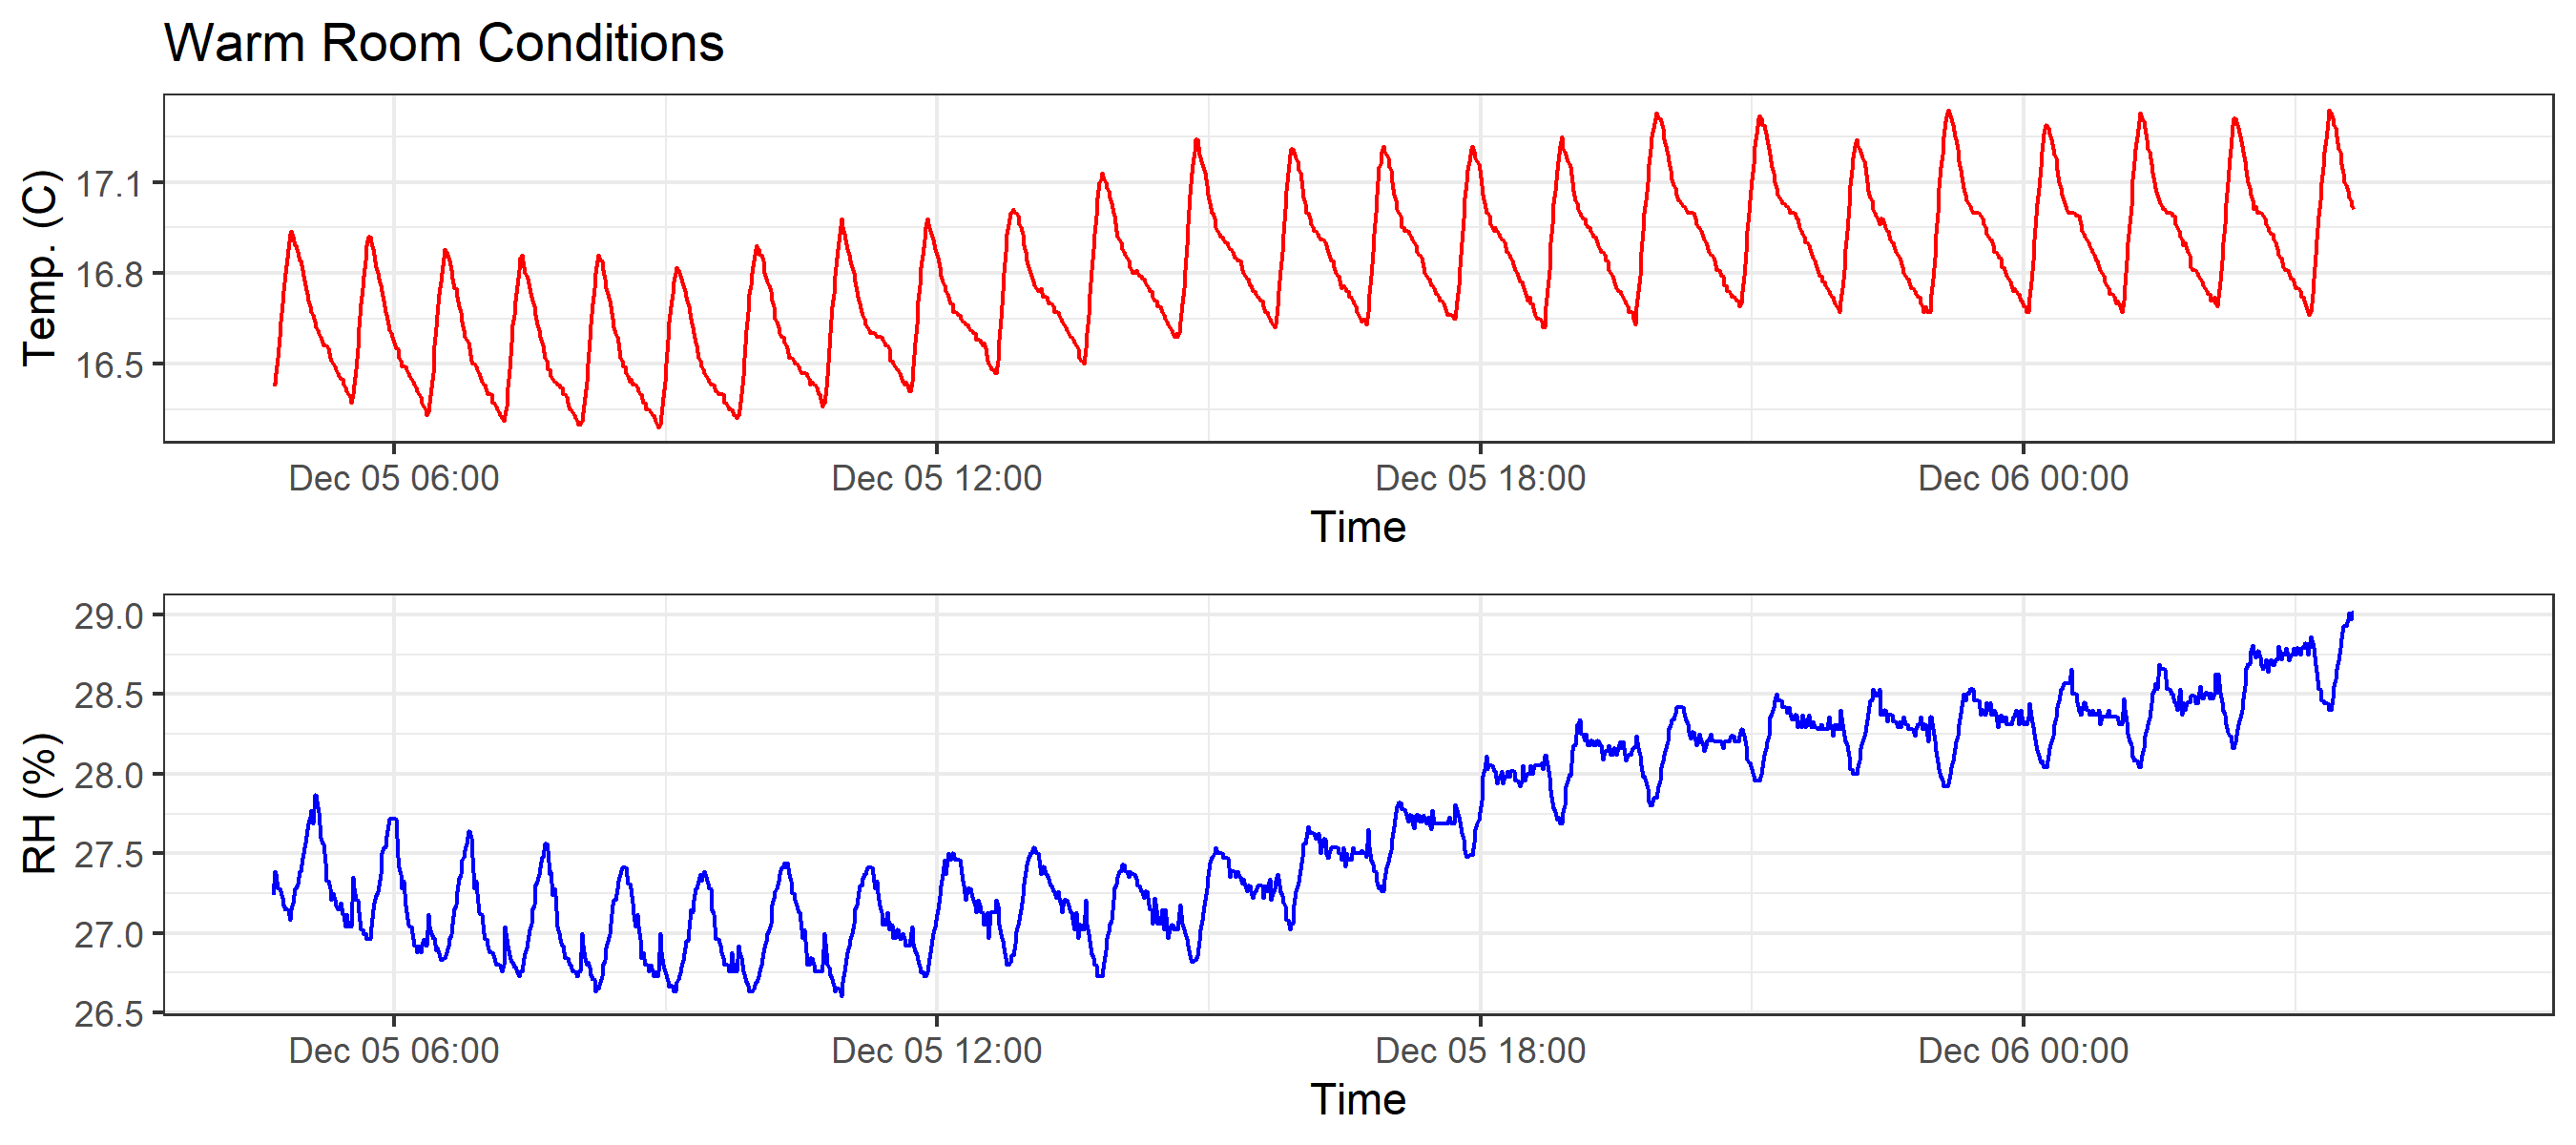 Warm Room Conditions
Temp. (C)
17.1
16.8
16.5
Dec 05 06:00 Dec 05 12:00 Dec 05 18:00 Dec 06 00:00
Time
RH (%)
29.0
28.5
28.0
27.5
27.0
26.5
Dec 05 06:00 Dec 05 12:00 Dec 05 18:00 Dec 06 00:00
Time